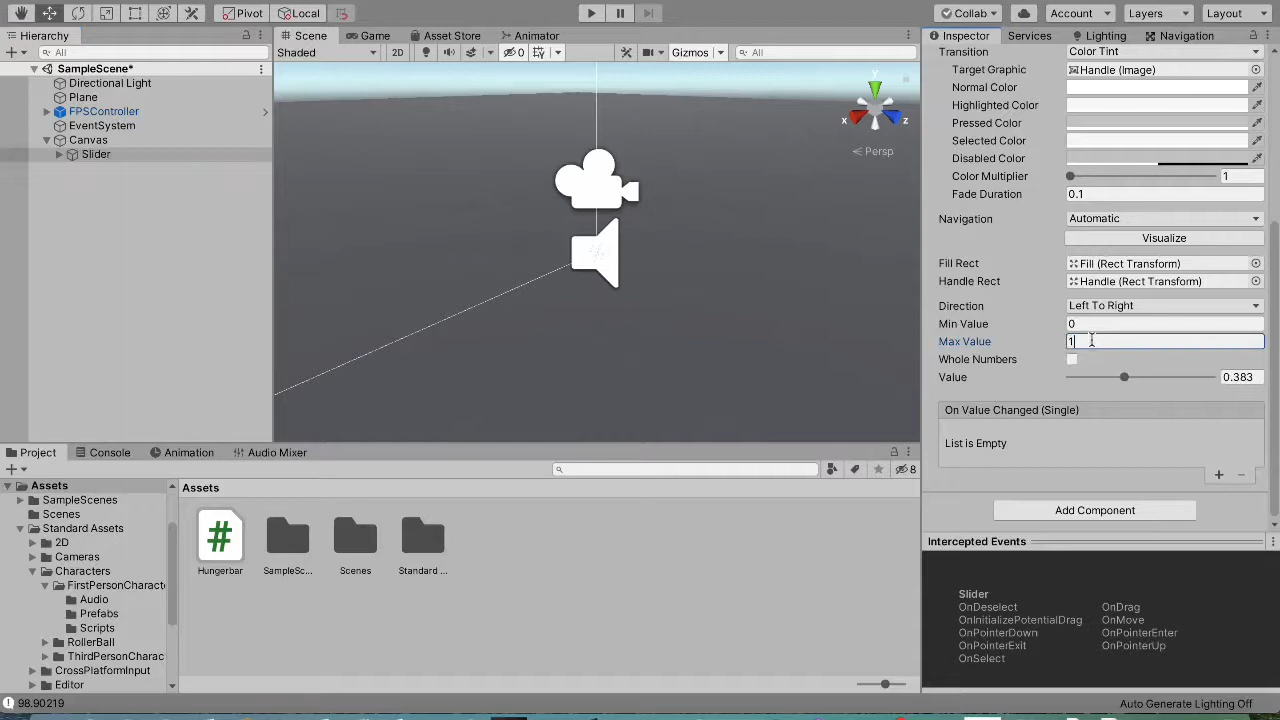 Pivot
Local
Collab
Account
Layers
Layout
Hierarchy
Scene
Game
Asset Store
Animator
Inspector
Services
Lighting
Navigation
All
Shaded
2D
0
Gizmos
All
SampleScene*
Directional Light
Plane
FPSController
EventSystem
Canvas
Slider
y
x
z
Persp
Transition
Color Tint
Target Graphic
Handle (Image)
Normal Color
Highlighted Color
Pressed Color
Selected Color
Disabled Color
Color Multiplier
1
Fade Duration
0.1
Navigation
Automatic
Visualize
Fill Rect
Fill (Rect Transform)
Handle Rect
Handle (Rect Transform)
Direction
Left To Right
Min Value
0
Max Value
1
Whole Numbers
Value
0.383
On Value Changed (Single)
List is Empty
Add Component
Intercepted Events
Slider
OnDeselect
OnDrag
OnInitializePotentialDrag
OnMove
OnPointerDown
OnPointerEnter
OnPointerExit
OnPointerUp
OnSelect
Project
Console
Animation
Audio Mixer
8
Assets
SampleScenes
Scenes
Standard Assets
2D
Cameras
Characters
FirstPersonCharacte
Audio
Prefabs
Scripts
RollerBall
ThirdPersonCharac
CrossPlatformInput
Editor
Assets
#
Hungerbar
SampleSc...
Scenes
Standard ...
98.90219
Auto Generate Lighting Off